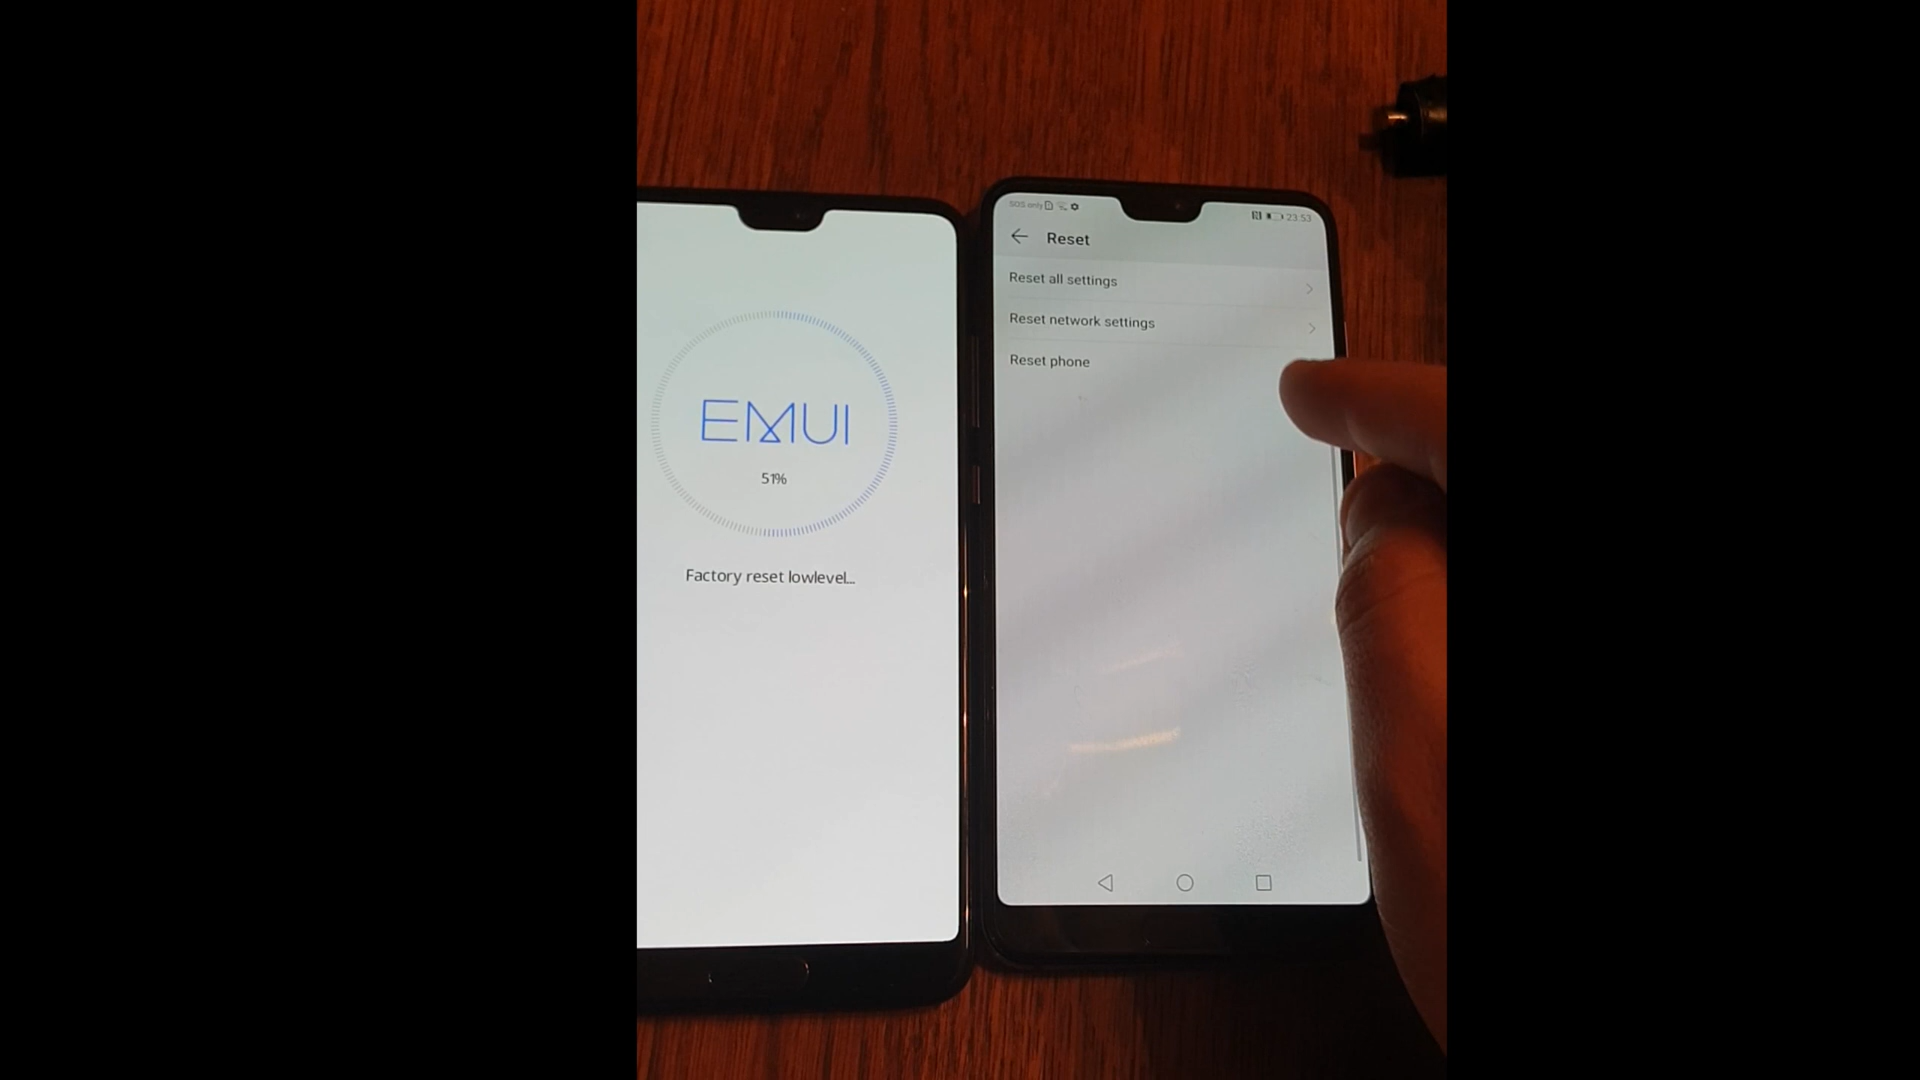 EMUI
51%
Factory reset lowlevel...
SOS only
23:53
Reset
Reset all settings
Reset network settings
Reset phone